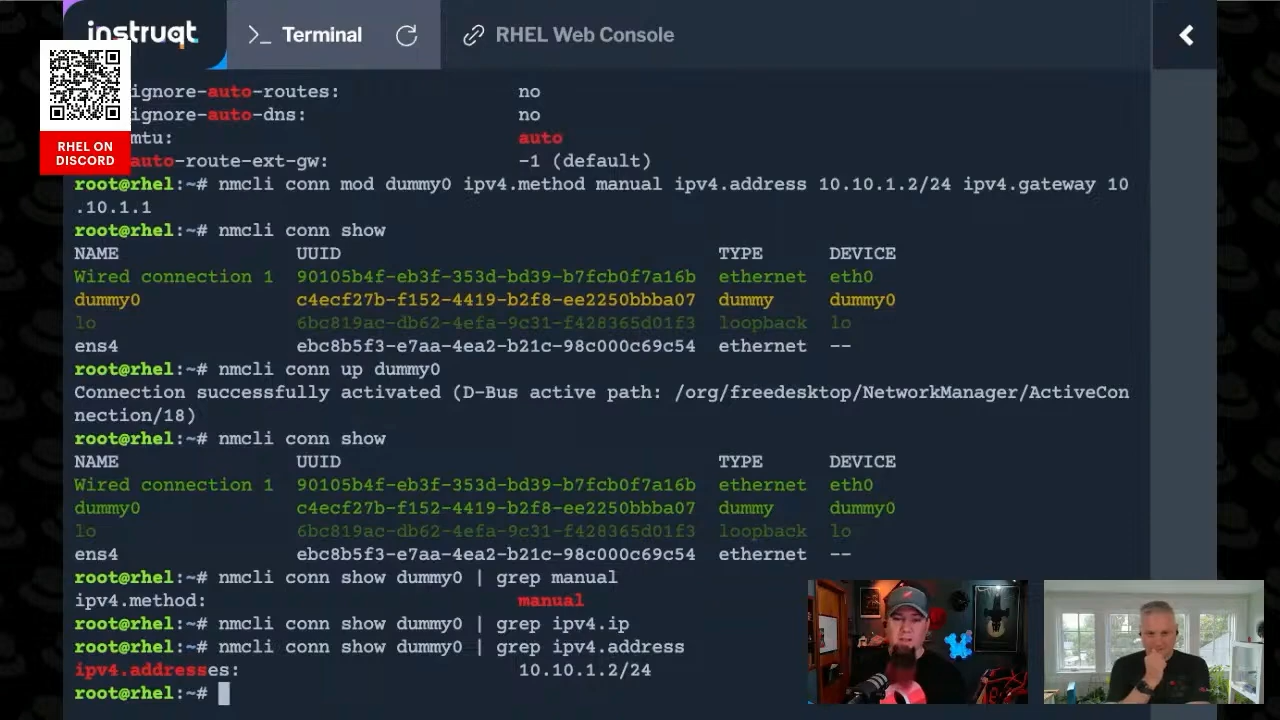 instruqt
>_ Terminal
RHEL Web Console
RHEL ON
DISCORD
ignore-auto-routes: no
ignore-auto-dns: no
mtu: auto
auto-route-ext-gw: -1 (default)
root@rhel:~# nmcli conn mod dummy0 ipv4.method manual ipv4.address 10.10.1.2/24 ipv4.gateway 10
.10.1.1
root@rhel:~# nmcli conn show
NAME UUID TYPE DEVICE
Wired connection 1 90105b4f-eb3f-353d-bd39-b7fcb0f7a16b ethernet eth0
dummy0 c4ecf27b-f152-4419-b2f8-ee2250bbba07 dummy dummy0
lo 6bc819ac-db62-4efa-9c31-f428365d01f3 loopback lo
ens4 ebc8b5f3-e7aa-4ea2-b21c-98c000c69c54 ethernet --
root@rhel:~# nmcli conn up dummy0
Connection successfully activated (D-Bus active path: /org/freedesktop/NetworkManager/ActiveCon
nection/18)
root@rhel:~# nmcli conn show
NAME UUID TYPE DEVICE
Wired connection 1 90105b4f-eb3f-353d-bd39-b7fcb0f7a16b ethernet eth0
dummy0 c4ecf27b-f152-4419-b2f8-ee2250bbba07 dummy dummy0
lo 6bc819ac-db62-4efa-9c31-f428365d01f3 loopback lo
ens4 ebc8b5f3-e7aa-4ea2-b21c-98c000c69c54 ethernet --
root@rhel:~# nmcli conn show dummy0 | grep manual
ipv4.method: manual
root@rhel:~# nmcli conn show dummy0 | grep ipv4.ip
root@rhel:~# nmcli conn show dummy0 | grep ipv4.address
ipv4.addresses: 10.10.1.2/24
root@rhel:~#